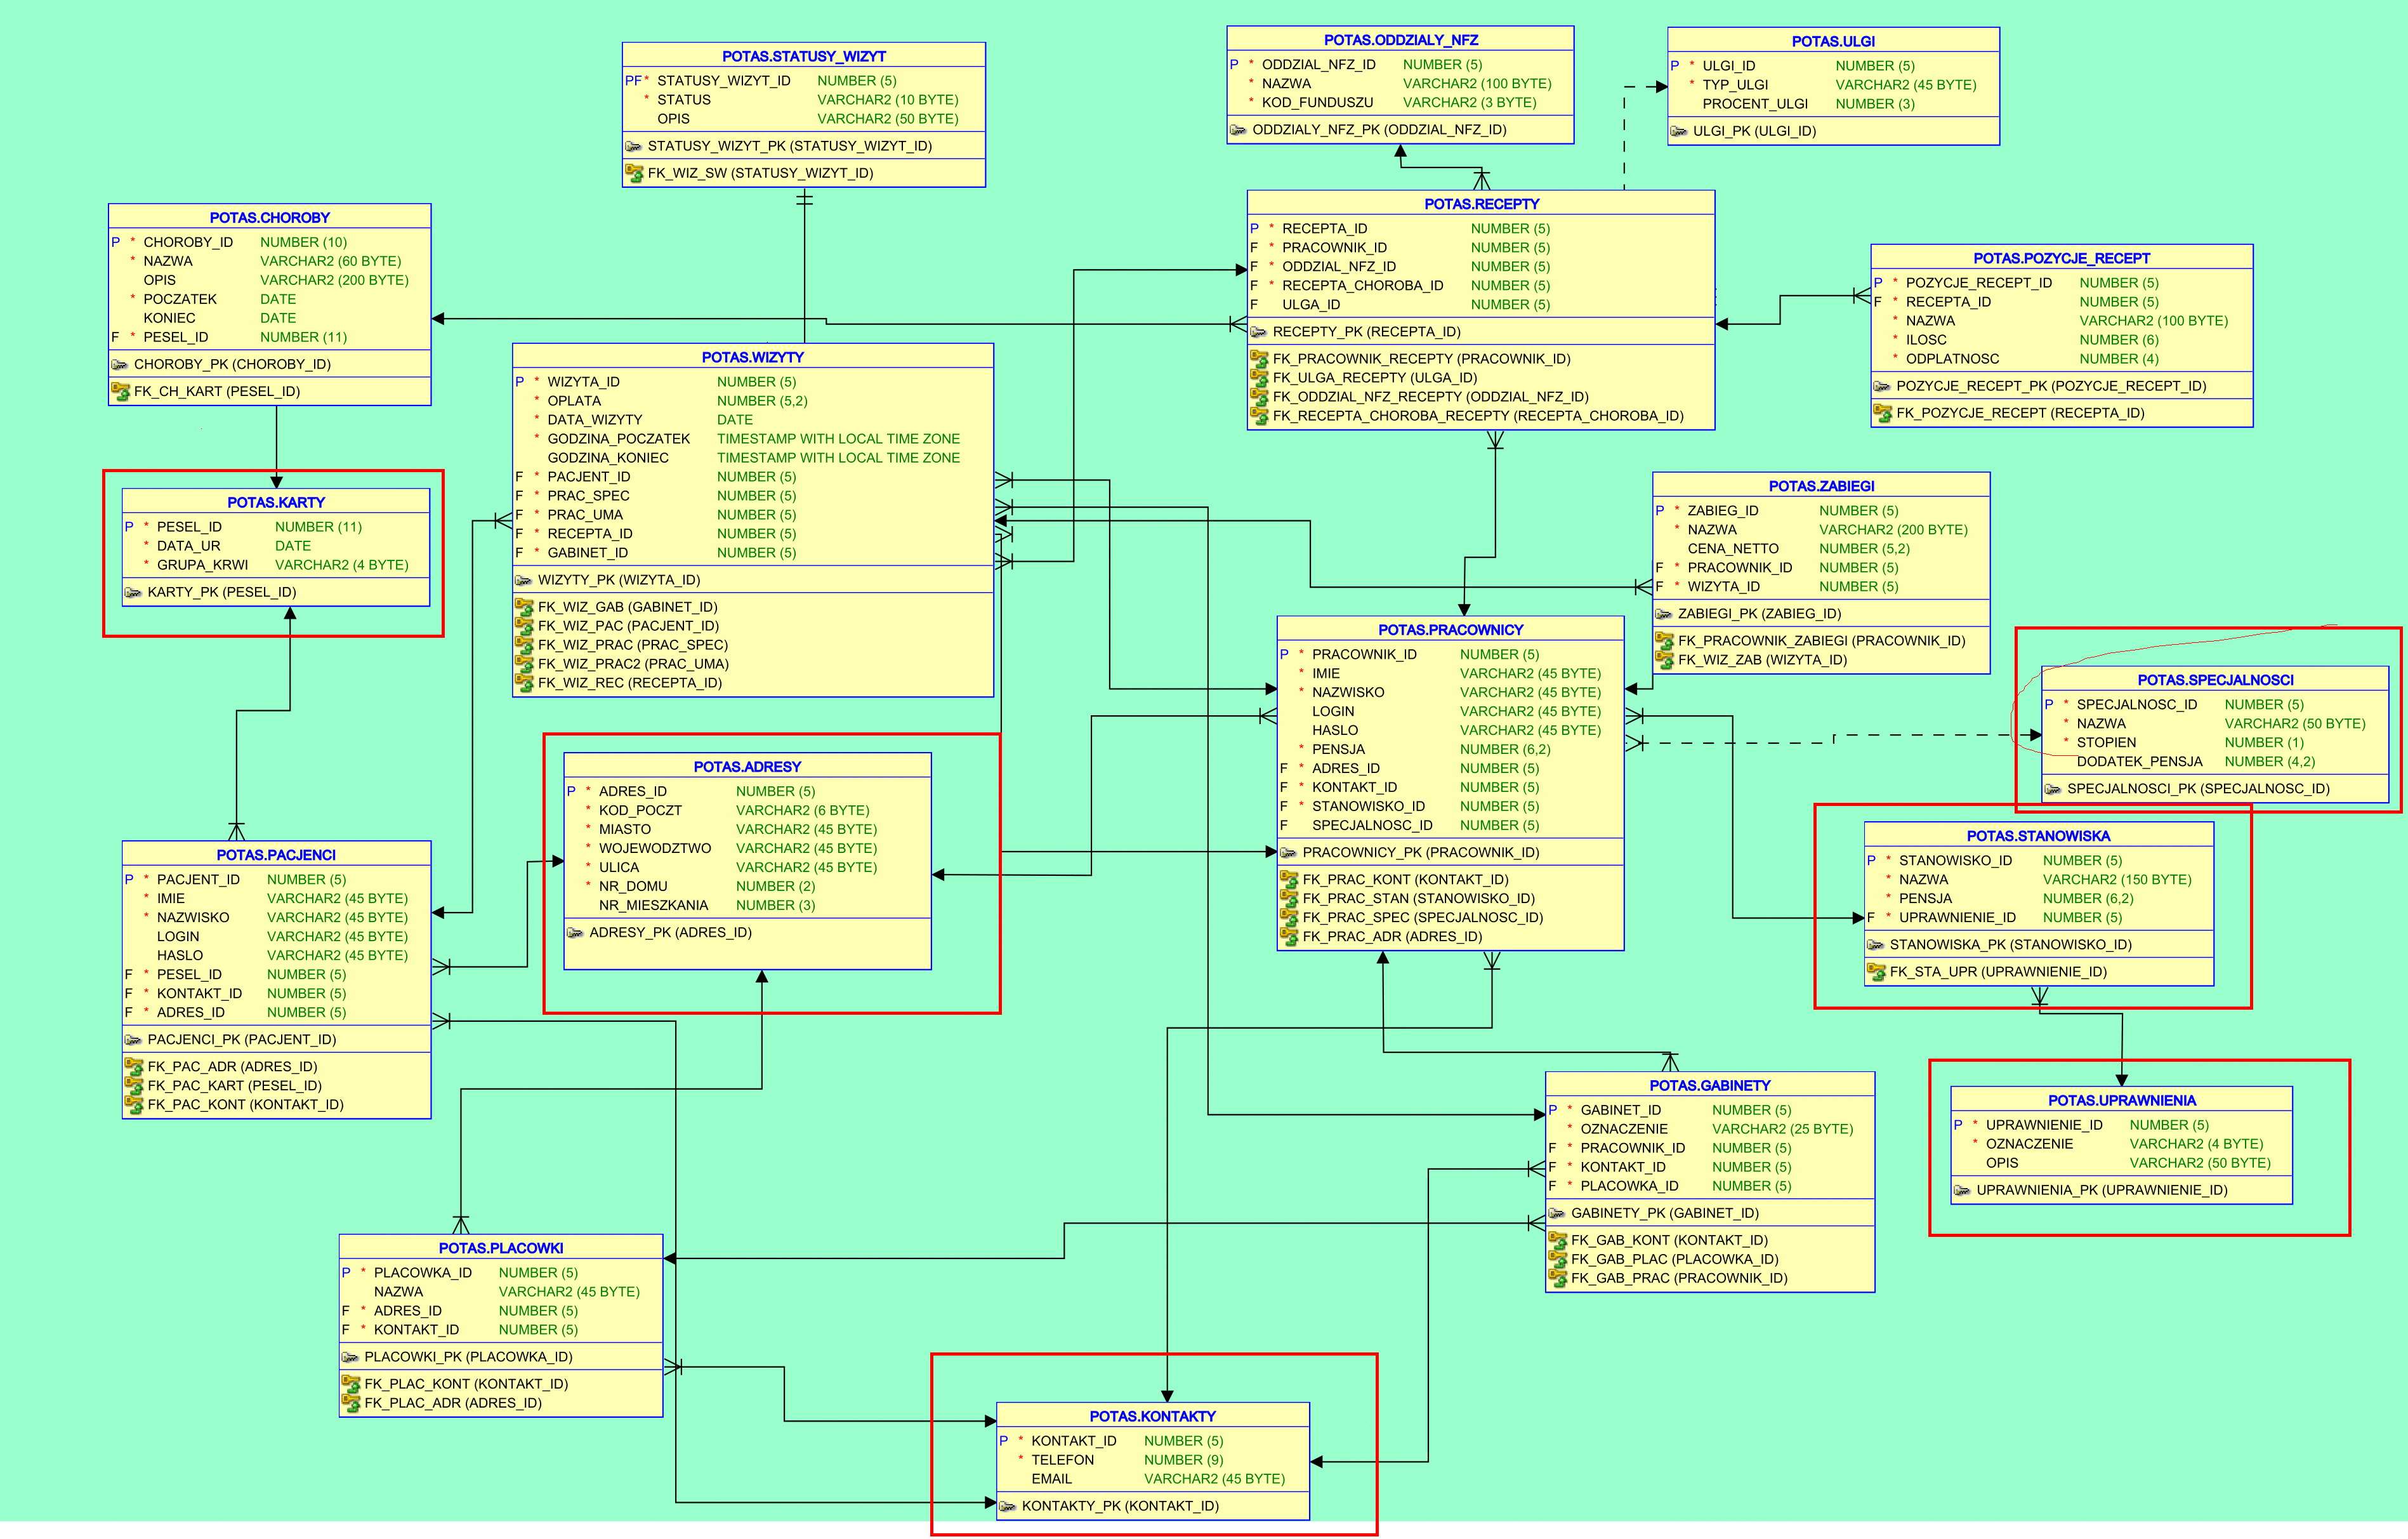 POTAS.STATUSY_WIZYT
PF * STATUSY_WIZYT_ID NUMBER (5)
* STATUS VARCHAR2 (10 BYTE)
OPIS VARCHAR2 (50 BYTE)
STATUSY_WIZYT_PK (STATUSY_WIZYT_ID)
FK_WIZ_SW (STATUSY_WIZYT_ID)
POTAS.ODDZIALY_NFZ
P * ODDZIAL_NFZ_ID NUMBER (5)
* NAZWA VARCHAR2 (100 BYTE)
* KOD_FUNDUSZU VARCHAR2 (3 BYTE)
ODDZIALY_NFZ_PK (ODDZIAL_NFZ_ID)
POTAS.ULGI
P * ULGI_ID NUMBER (5)
* TYP_ULGI VARCHAR2 (45 BYTE)
PROCENT_ULGI NUMBER (3)
ULGI_PK (ULGI_ID)
POTAS.CHOROBY
P * CHOROBY_ID NUMBER (10)
* NAZWA VARCHAR2 (60 BYTE)
OPIS VARCHAR2 (200 BYTE)
* POCZATEK DATE
KONIEC DATE
F * PESEL_ID NUMBER (11)
CHOROBY_PK (CHOROBY_ID)
FK_CH_KART (PESEL_ID)
POTAS.RECEPTY
P * RECEPTA_ID NUMBER (5)
F * PRACOWNIK_ID NUMBER (5)
F * ODDZIAL_NFZ_ID NUMBER (5)
F * RECEPTA_CHOROBA_ID NUMBER (5)
F ULGA_ID NUMBER (5)
RECEPTY_PK (RECEPTA_ID)
FK_PRACOWNIK_RECEPTY (PRACOWNIK_ID)
FK_ULGA_RECEPTY (ULGA_ID)
FK_ODDZIAL_NFZ_RECEPTY (ODDZIAL_NFZ_ID)
FK_RECEPTA_CHOROBA_RECEPTY (RECEPTA_CHOROBA_ID)
POTAS.POZYCJE_RECEPT
P * POZYCJE_RECEPT_ID NUMBER (5)
F * RECEPTA_ID NUMBER (5)
* NAZWA VARCHAR2 (100 BYTE)
* ILOSC NUMBER (6)
* ODPLATNOSC NUMBER (4)
POZYCJE_RECEPT_PK (POZYCJE_RECEPT_ID)
FK_POZYCJE_RECEPT (RECEPTA_ID)
POTAS.WIZYTY
P * WIZYTA_ID NUMBER (5)
* OPLATA NUMBER (5,2)
* DATA_WIZYTY DATE
* GODZINA_POCZATEK TIMESTAMP WITH LOCAL TIME ZONE
GODZINA_KONIEC TIMESTAMP WITH LOCAL TIME ZONE
F * PACJENT_ID NUMBER (5)
F * PRAC_SPEC NUMBER (5)
F * PRAC_UMA NUMBER (5)
F * RECEPTA_ID NUMBER (5)
F * GABINET_ID NUMBER (5)
WIZYTY_PK (WIZYTA_ID)
FK_WIZ_GAB (GABINET_ID)
FK_WIZ_PAC (PACJENT_ID)
FK_WIZ_PRAC (PRAC_SPEC)
FK_WIZ_PRAC2 (PRAC_UMA)
FK_WIZ_REC (RECEPTA_ID)
POTAS.KARTY
P * PESEL_ID NUMBER (11)
* DATA_UR DATE
* GRUPA_KRWI VARCHAR2 (4 BYTE)
KARTY_PK (PESEL_ID)
POTAS.ZABIEGI
P * ZABIEG_ID NUMBER (5)
* NAZWA VARCHAR2 (200 BYTE)
CENA_NETTO NUMBER (5,2)
F * PRACOWNIK_ID NUMBER (5)
F * WIZYTA_ID NUMBER (5)
ZABIEGI_PK (ZABIEG_ID)
FK_PRACOWNIK_ZABIEGI (PRACOWNIK_ID)
FK_WIZ_ZAB (WIZYTA_ID)
POTAS.PRACOWNICY
P * PRACOWNIK_ID NUMBER (5)
* IMIE VARCHAR2 (45 BYTE)
* NAZWISKO VARCHAR2 (45 BYTE)
LOGIN VARCHAR2 (45 BYTE)
HASLO VARCHAR2 (45 BYTE)
* PENSJA NUMBER (6,2)
F * ADRES_ID NUMBER (5)
F * KONTAKT_ID NUMBER (5)
F * STANOWISKO_ID NUMBER (5)
F SPECJALNOSC_ID NUMBER (5)
PRACOWNICY_PK (PRACOWNIK_ID)
FK_PRAC_KONT (KONTAKT_ID)
FK_PRAC_STAN (STANOWISKO_ID)
FK_PRAC_SPEC (SPECJALNOSC_ID)
FK_PRAC_ADR (ADRES_ID)
POTAS.SPECJALNOSCI
P * SPECJALNOSC_ID NUMBER (5)
* NAZWA VARCHAR2 (50 BYTE)
* STOPIEN NUMBER (1)
DODATEK_PENSJA NUMBER (4,2)
SPECJALNOSCI_PK (SPECJALNOSC_ID)
POTAS.ADRESY
P * ADRES_ID NUMBER (5)
* KOD_POCZT VARCHAR2 (6 BYTE)
* MIASTO VARCHAR2 (45 BYTE)
* WOJEWODZTWO VARCHAR2 (45 BYTE)
* ULICA VARCHAR2 (45 BYTE)
* NR_DOMU NUMBER (2)
NR_MIESZKANIA NUMBER (3)
ADRESY_PK (ADRES_ID)
POTAS.STANOWISKA
P * STANOWISKO_ID NUMBER (5)
* NAZWA VARCHAR2 (150 BYTE)
* PENSJA NUMBER (6,2)
F * UPRAWNIENIE_ID NUMBER (5)
STANOWISKA_PK (STANOWISKO_ID)
FK_STA_UPR (UPRAWNIENIE_ID)
POTAS.PACJENCI
P * PACJENT_ID NUMBER (5)
* IMIE VARCHAR2 (45 BYTE)
* NAZWISKO VARCHAR2 (45 BYTE)
LOGIN VARCHAR2 (45 BYTE)
HASLO VARCHAR2 (45 BYTE)
F * PESEL_ID NUMBER (5)
F * KONTAKT_ID NUMBER (5)
F * ADRES_ID NUMBER (5)
PACJENCI_PK (PACJENT_ID)
FK_PAC_ADR (ADRES_ID)
FK_PAC_KART (PESEL_ID)
FK_PAC_KONT (KONTAKT_ID)
POTAS.GABINETY
P * GABINET_ID NUMBER (5)
* OZNACZENIE VARCHAR2 (25 BYTE)
F * PRACOWNIK_ID NUMBER (5)
F * KONTAKT_ID NUMBER (5)
F * PLACOWKA_ID NUMBER (5)
GABINETY_PK (GABINET_ID)
FK_GAB_KONT (KONTAKT_ID)
FK_GAB_PLAC (PLACOWKA_ID)
FK_GAB_PRAC (PRACOWNIK_ID)
POTAS.UPRAWNIENIA
P * UPRAWNIENIE_ID NUMBER (5)
* OZNACZENIE VARCHAR2 (4 BYTE)
OPIS VARCHAR2 (50 BYTE)
UPRAWNIENIA_PK (UPRAWNIENIE_ID)
POTAS.PLACOWKI
P * PLACOWKA_ID NUMBER (5)
NAZWA VARCHAR2 (45 BYTE)
F * ADRES_ID NUMBER (5)
F * KONTAKT_ID NUMBER (5)
PLACOWKI_PK (PLACOWKA_ID)
FK_PLAC_KONT (KONTAKT_ID)
FK_PLAC_ADR (ADRES_ID)
POTAS.KONTAKTY
P * KONTAKT_ID NUMBER (5)
* TELEFON NUMBER (9)
EMAIL VARCHAR2 (45 BYTE)
KONTAKTY_PK (KONTAKT_ID)